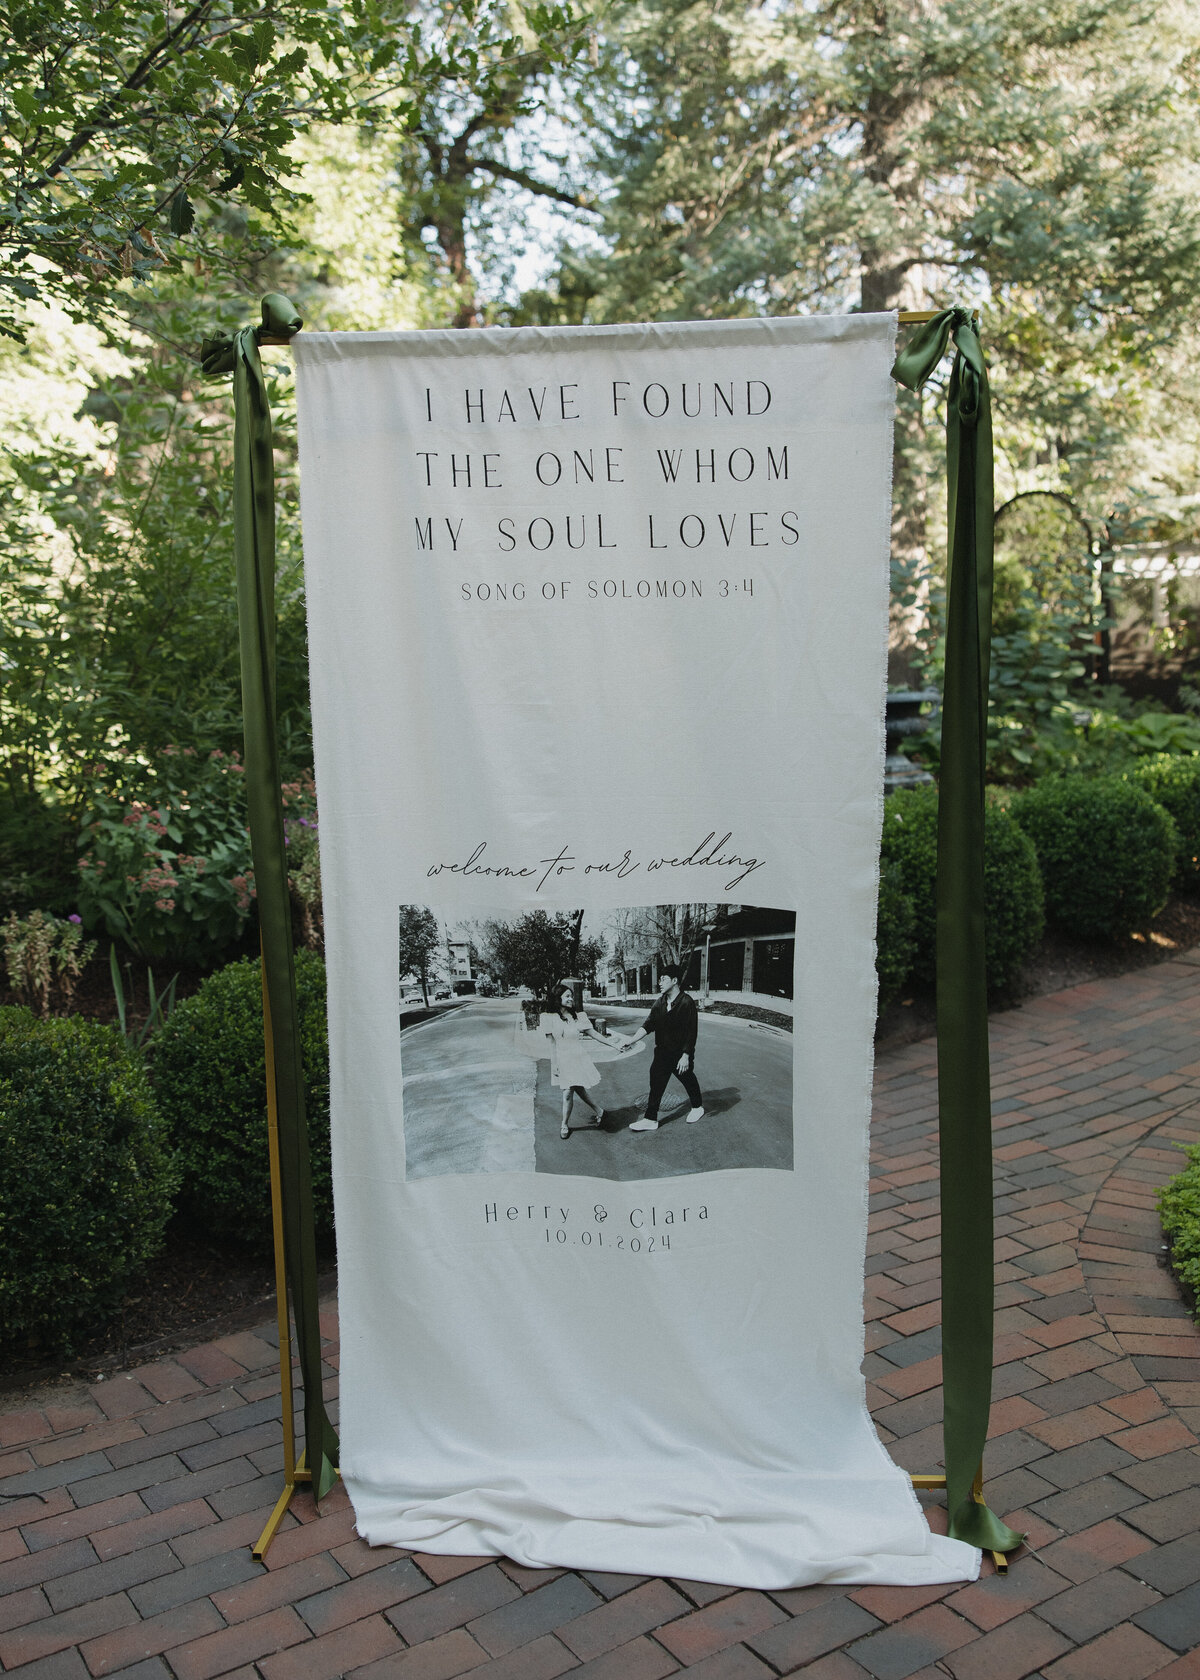 I HAVE FOUND
THE ONE WHOM
MY SOUL LOVES
SONG OF SOLOMON 3:4
welcome to our wedding
Herry & Clara
10.01.2024